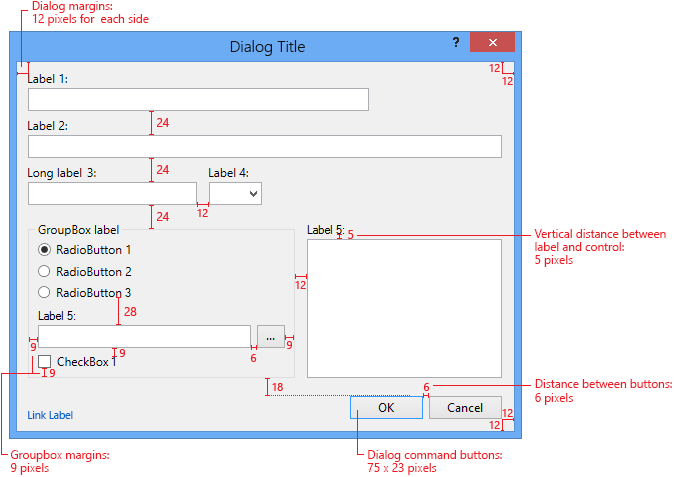 Dialog margins:
12 pixels for each side
Dialog Title
?
12
12
Label 1:
24
Label 2:
24
Long label 3:
Label 4:
12
24
GroupBox label
Label 5:
5
Vertical distance between
label and control:
5 pixels
RadioButton 1
RadioButton 2
12
RadioButton 3
28
Label 5:
...
9
9
6
9
CheckBox 1
9
18
6
Distance between buttons:
6 pixels
OK
Cancel
Link Label
12
12
Groupbox margins:
9 pixels
Dialog command buttons:
75 x 23 pixels